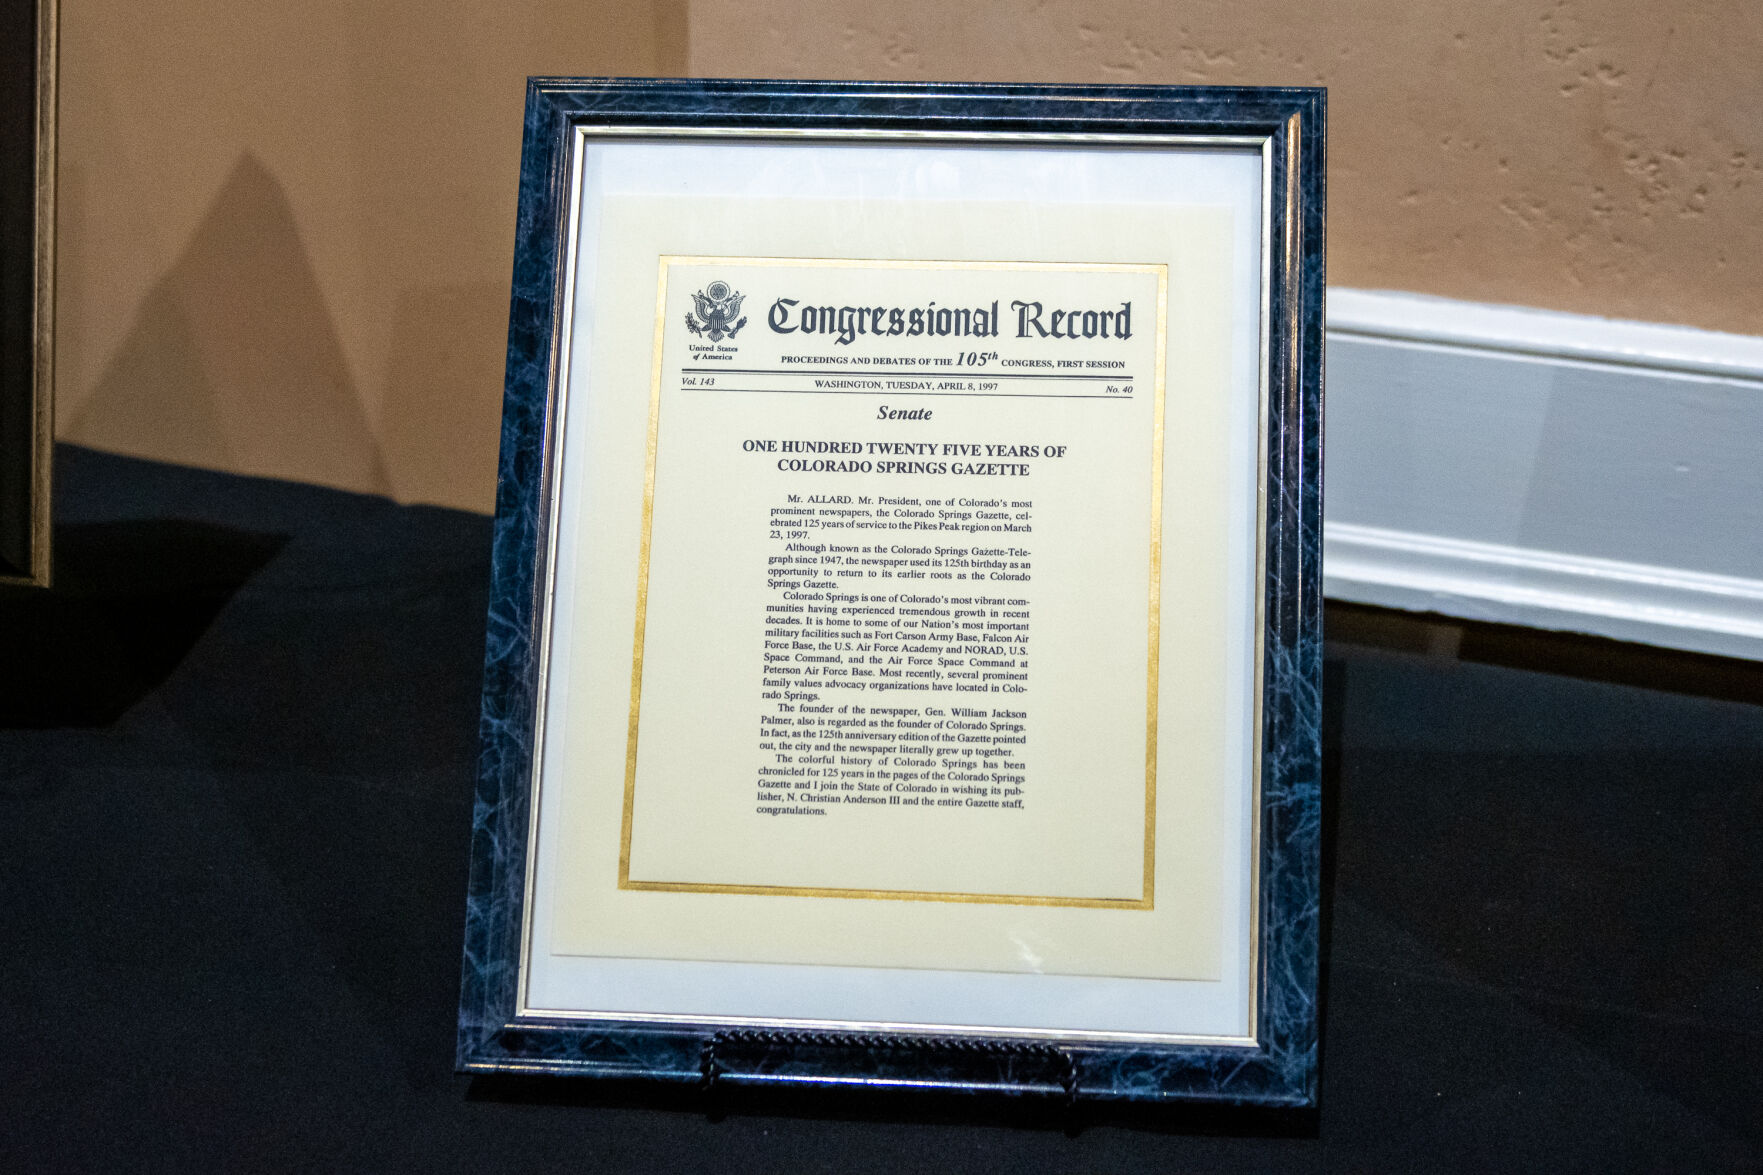 Congressional Record
United States
of America
PROCEEDINGS AND DEBATES OF THE 105th CONGRESS, FIRST SESSION
Vol. 143 WASHINGTON, TUESDAY, APRIL 8, 1997 No. 40
Senate
ONE HUNDRED TWENTY FIVE YEARS OF
COLORADO SPRINGS GAZETTE
Mr. ALLARD. Mr. President, one of Colorado's most
prominent newspapers, the Colorado Springs Gazette, cel-
ebrated 125 years of service to the Pikes Peak region on March
23, 1997.
Although known as the Colorado Springs Gazette-Tele-
graph since 1947, the newspaper used its 125th birthday as an
opportunity to return to its earlier roots as the Colorado
Springs Gazette.
Colorado Springs is one of Colorado's most vibrant com-
munities having experienced tremendous growth in recent
decades. It is home to some of our Nation's most important
military facilities such as Fort Carson Army Base, Falcon Air
Force Base, the U.S. Air Force Academy and NORAD, U.S.
Space Command, and the Air Force Space Command at
Peterson Air Force Base. Most recently, several prominent
family values advocacy organizations have located in Colo-
rado Springs.
The founder of the newspaper, Gen. William Jackson
Palmer, also is regarded as the founder of Colorado Springs.
In fact, as the 125th anniversary edition of the Gazette pointed
out, the city and the newspaper literally grew up together.
The colorful history of Colorado Springs has been
chronicled for 125 years in the pages of the Colorado Springs
Gazette and I join the State of Colorado in wishing its pub-
lisher, N. Christian Anderson III and the entire Gazette staff,
congratulations.